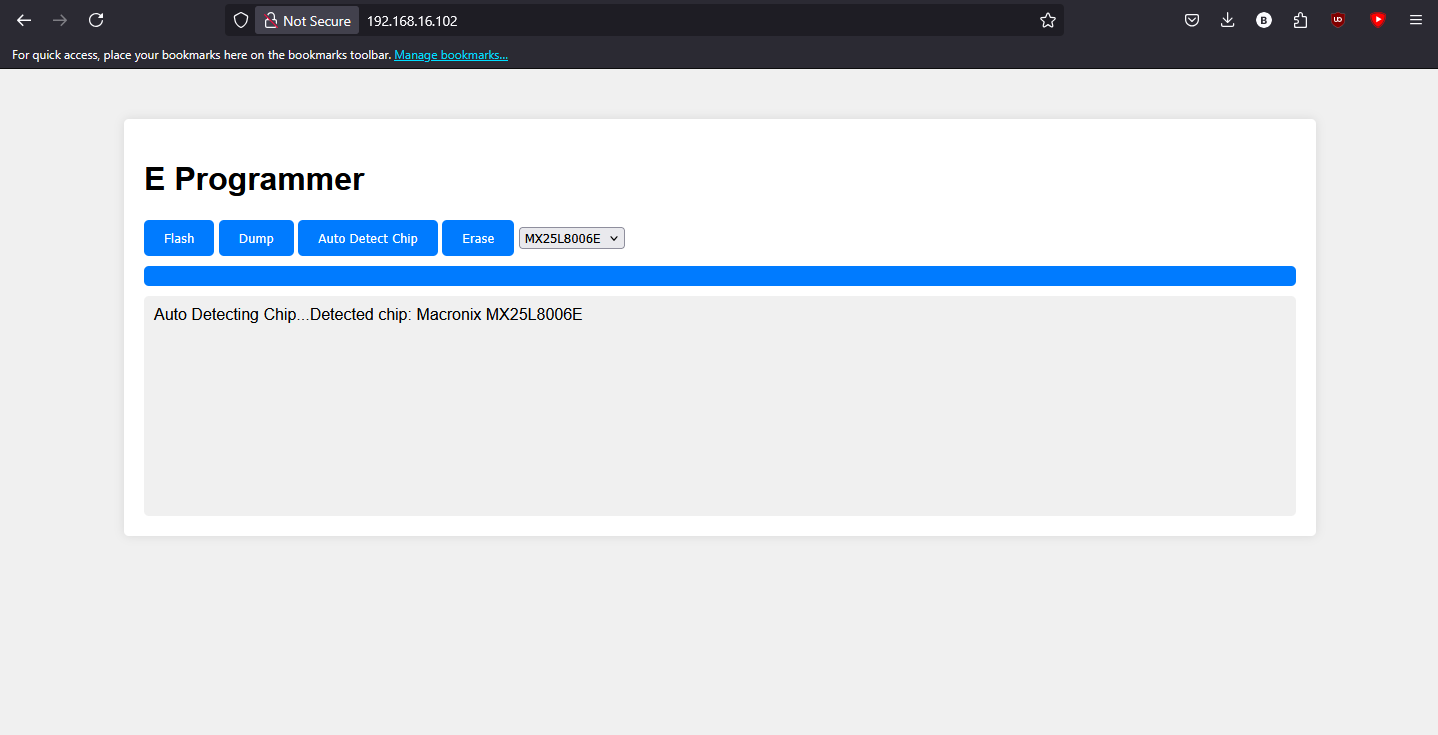 Not Secure 192.168.16.102
For quick access, place your bookmarks here on the bookmarks toolbar. Manage bookmarks...
E Programmer
Flash Dump Auto Detect Chip Erase MX25L8006E
Auto Detecting Chip...Detected chip: Macronix MX25L8006E